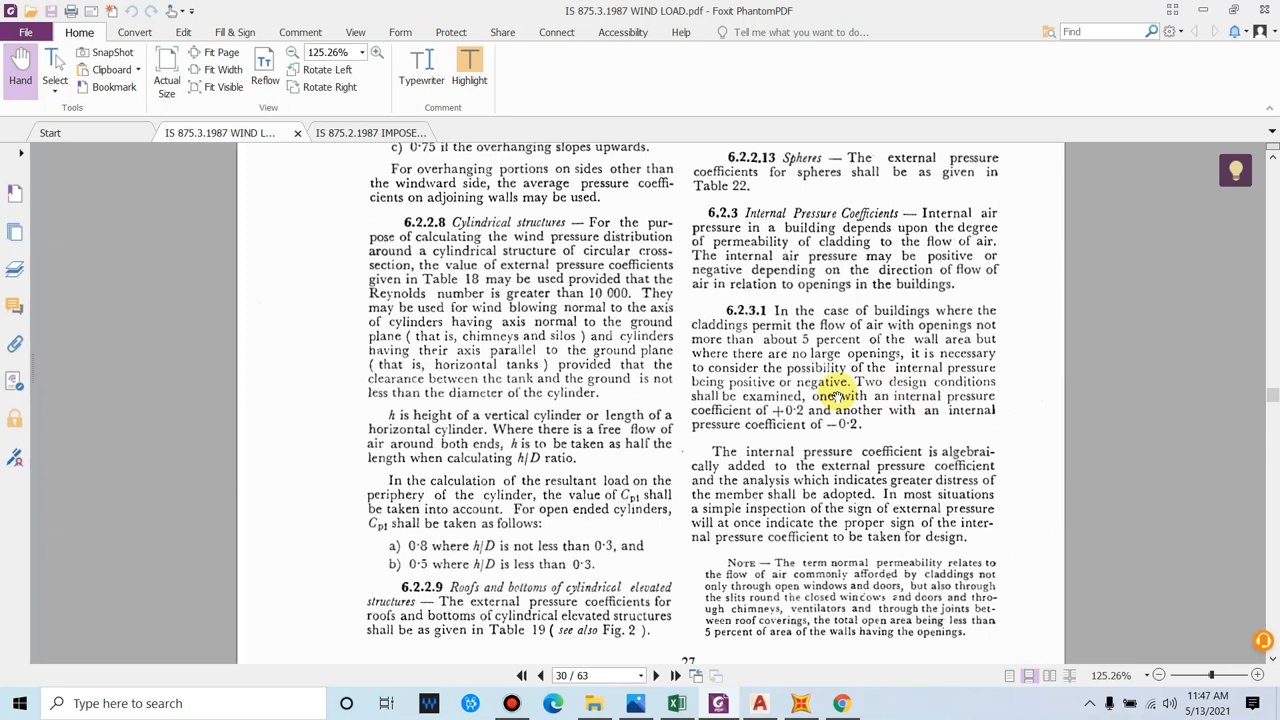 IS 875.3.1987 WIND LOAD.pdf - Foxit PhantomPDF
File Home Convert Edit Fill & Sign Comment View Form Protect Share Connect Accessibility Help Tell me what you want to do... Find
Hand
Select
SnapShot
Clipboard
Bookmark
Tools
Actual Size
Fit Page
Fit Width
Fit Visible
Reflow
125.26%
Rotate Left
Rotate Right
View
Typewriter
Highlight
Comment
Start IS 875.3.1987 WIND L... IS 875.2.1987 IMPOSE...
c) 0·75 if the overhanging slopes upwards.
For overhanging portions on sides other than
the windward side, the average pressure coeffi-
cients on adjoining walls may be used.
6.2.2.8 Cylindrical structures — For the pur-
pose of calculating the wind pressure distribution
around a cylindrical structure of circular cross-
section, the value of external pressure coefficients
given in Table 18 may be used provided that the
Reynolds number is greater than 10 000. They
may be used for wind blowing normal to the axis
of cylinders having axis normal to the ground
plane ( that is, chimneys and silos ) and cylinders
having their axis parallel to the ground plane
( that is, horizontal tanks ) provided that the
clearance between the tank and the ground is not
less than the diameter of the cylinder.
h is height of a vertical cylinder or length of a
horizontal cylinder. Where there is a free flow of
air around both ends, h is to be taken as half the
length when calculating h/D ratio.
In the calculation of the resultant load on the
periphery of the cylinder, the value of Cpi shall
be taken into account. For open ended cylinders,
Cpi shall be taken as follows:
a) 0·8 where h/D is not less than 0·3, and
b) 0·5 where h/D is less than 0·3.
6.2.2.9 Roofs and bottoms of cylindrical elevated
structures — The external pressure coefficients for
roofs and bottoms of cylindrical elevated structures
shall be as given in Table 19 ( see also Fig. 2 ).
6.2.2.13 Spheres — The external pressure
coefficients for spheres shall be as given in
Table 22.
6.2.3 Internal Pressure Coefficients — Internal air
pressure in a building depends upon the degree
of permeability of cladding to the flow of air.
The internal air pressure may be positive or
negative depending on the direction of flow of
air in relation to openings in the buildings.
6.2.3.1 In the case of buildings where the
claddings permit the flow of air with openings not
more than about 5 percent of the wall area but
where there are no large openings, it is necessary
to consider the possibility of the internal pressure
being positive or negative. Two design conditions
shall be examined, one with an internal pressure
coefficient of +0·2 and another with an internal
pressure coefficient of −0·2.
The internal pressure coefficient is algebrai-
cally added to the external pressure coefficient
and the analysis which indicates greater distress of
the member shall be adopted. In most situations
a simple inspection of the sign of external pressure
will at once indicate the proper sign of the inter-
nal pressure coefficient to be taken for design.
NOTE — The term normal permeability relates to
the flow of air commonly afforded by claddings not
only through open windows and doors, but also through
the slits round the closed windows and doors and thro-
ugh chimneys, ventilators and through the joints bet-
ween roof coverings, the total open area being less than
5 percent of area of the walls having the openings.
27
30 / 63
125.26%
Type here to search
11:47 AM
5/13/2021